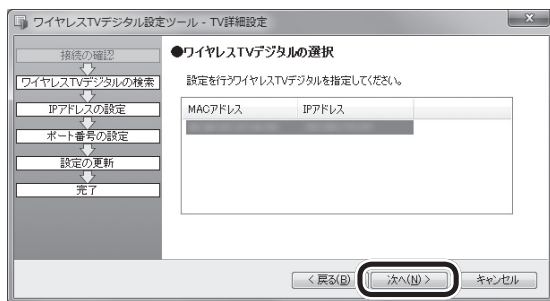 ワイヤレスTVデジタル設定ツール - TV詳細設定
接続の確認
ワイヤレスTVデジタルの検索
IPアドレスの設定
ポート番号の設定
設定の更新
完了
●ワイヤレスTVデジタルの選択
設定を行うワイヤレスTVデジタルを指定してください。
MACアドレス IPアドレス
< 戻る(B) 次へ(N) > キャンセル